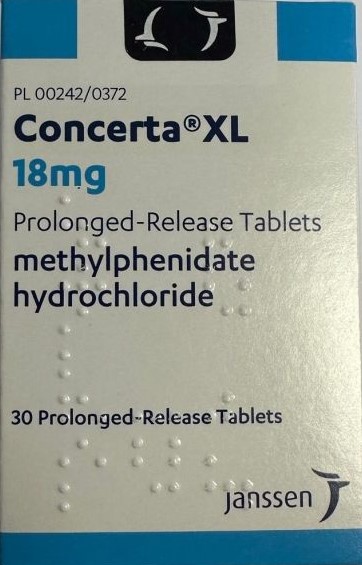 PL 00242/0372
Concerta®XL
18mg
Prolonged-Release Tablets
methylphenidate
hydrochloride
30 Prolonged-Release Tablets
janssen